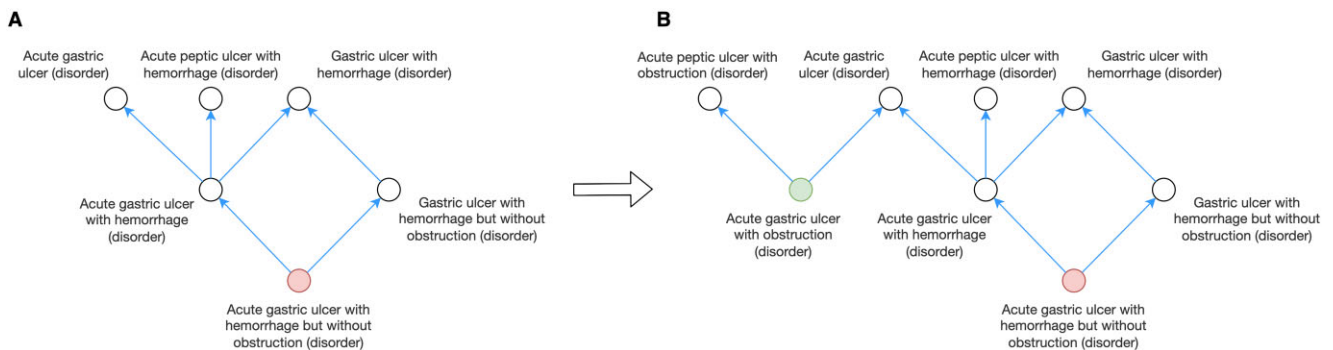 A
Acute gastric
ulcer (disorder)
Acute peptic ulcer with
hemorrhage (disorder)
Gastric ulcer with
hemorrhage (disorder)
Acute gastric ulcer
with hemorrhage
(disorder)
Gastric ulcer with
hemorrhage but without
obstruction (disorder)
Acute gastric ulcer with
hemorrhage but without
obstruction (disorder)
B
Acute peptic ulcer with
obstruction (disorder)
Acute gastric
ulcer (disorder)
Acute peptic ulcer with
hemorrhage (disorder)
Gastric ulcer with
hemorrhage (disorder)
Acute gastric ulcer
with obstruction
(disorder)
Acute gastric ulcer
with hemorrhage
(disorder)
Gastric ulcer with
hemorrhage but without
obstruction (disorder)
Acute gastric ulcer with
hemorrhage but without
obstruction (disorder)